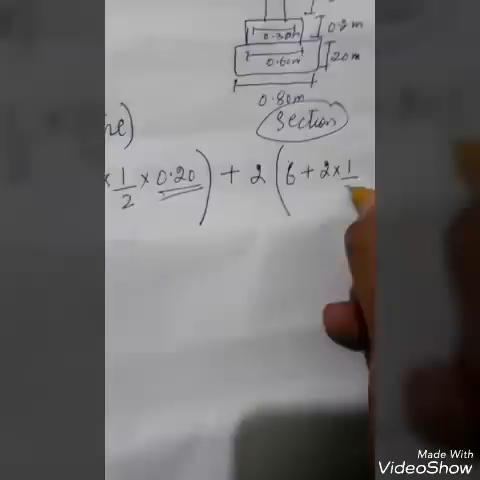 0.2m
0.30m
0.60m
20m
0.80m
Section
ne)
× 1/2 × 0.20 ) + 2 ( 6 + 2 × 1/
Made With
VideoShow